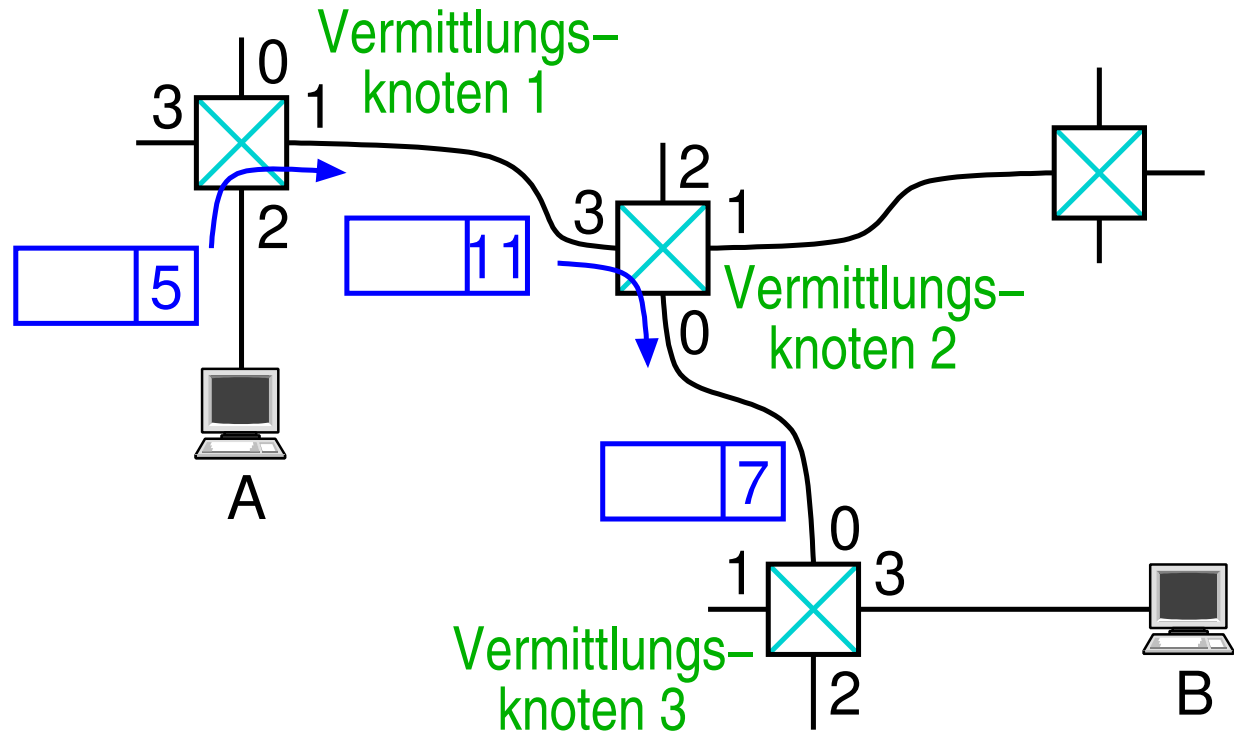 Vermittlungs–
knoten 1
0
3
1
2
5
11
2
3
1
0
Vermittlungs–
knoten 2
A
7
0
1
3
2
Vermittlungs–
knoten 3
B